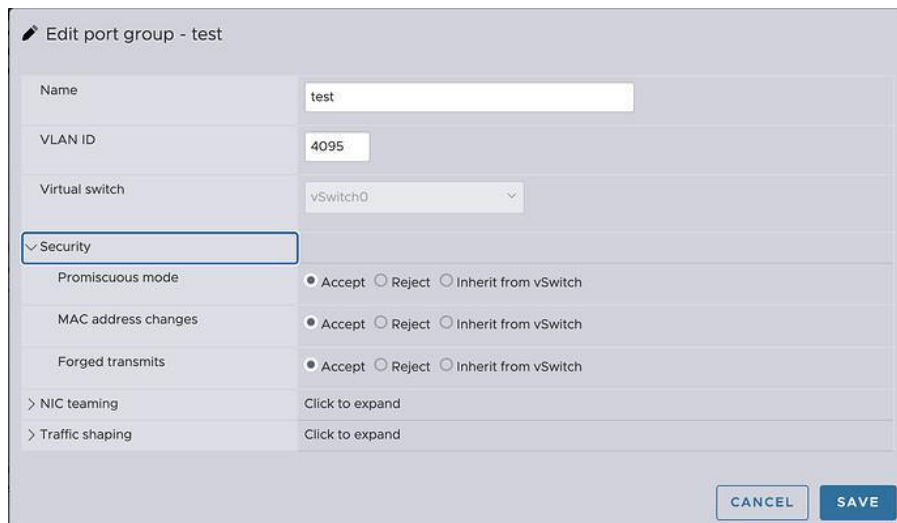 Edit port group - test
Name test
VLAN ID 4095
Virtual switch vSwitch0
Security
Promiscuous mode Accept Reject Inherit from vSwitch
MAC address changes Accept Reject Inherit from vSwitch
Forged transmits Accept Reject Inherit from vSwitch
NIC teaming Click to expand
Traffic shaping Click to expand
CANCEL SAVE